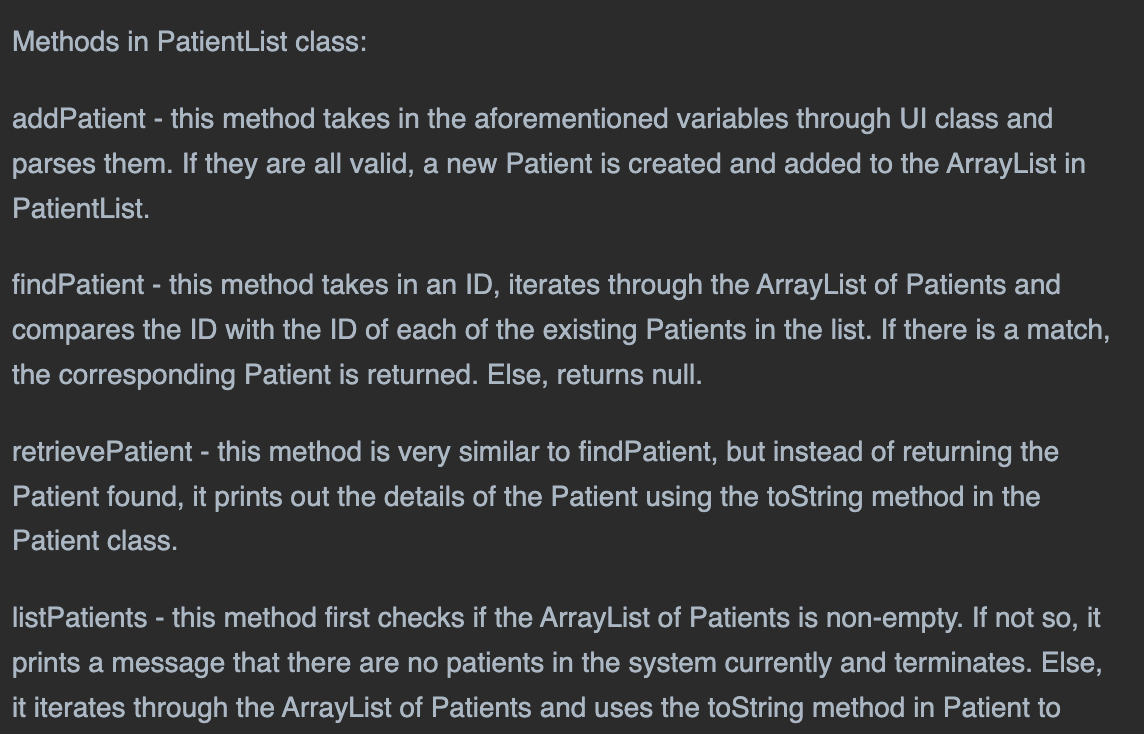 Methods in PatientList class:
addPatient - this method takes in the aforementioned variables through UI class and
parses them. If they are all valid, a new Patient is created and added to the ArrayList in
PatientList.
findPatient - this method takes in an ID, iterates through the ArrayList of Patients and
compares the ID with the ID of each of the existing Patients in the list. If there is a match,
the corresponding Patient is returned. Else, returns null.
retrievePatient - this method is very similar to findPatient, but instead of returning the
Patient found, it prints out the details of the Patient using the toString method in the
Patient class.
listPatients - this method first checks if the ArrayList of Patients is non-empty. If not so, it
prints a message that there are no patients in the system currently and terminates. Else,
it iterates through the ArrayList of Patients and uses the toString method in Patient to